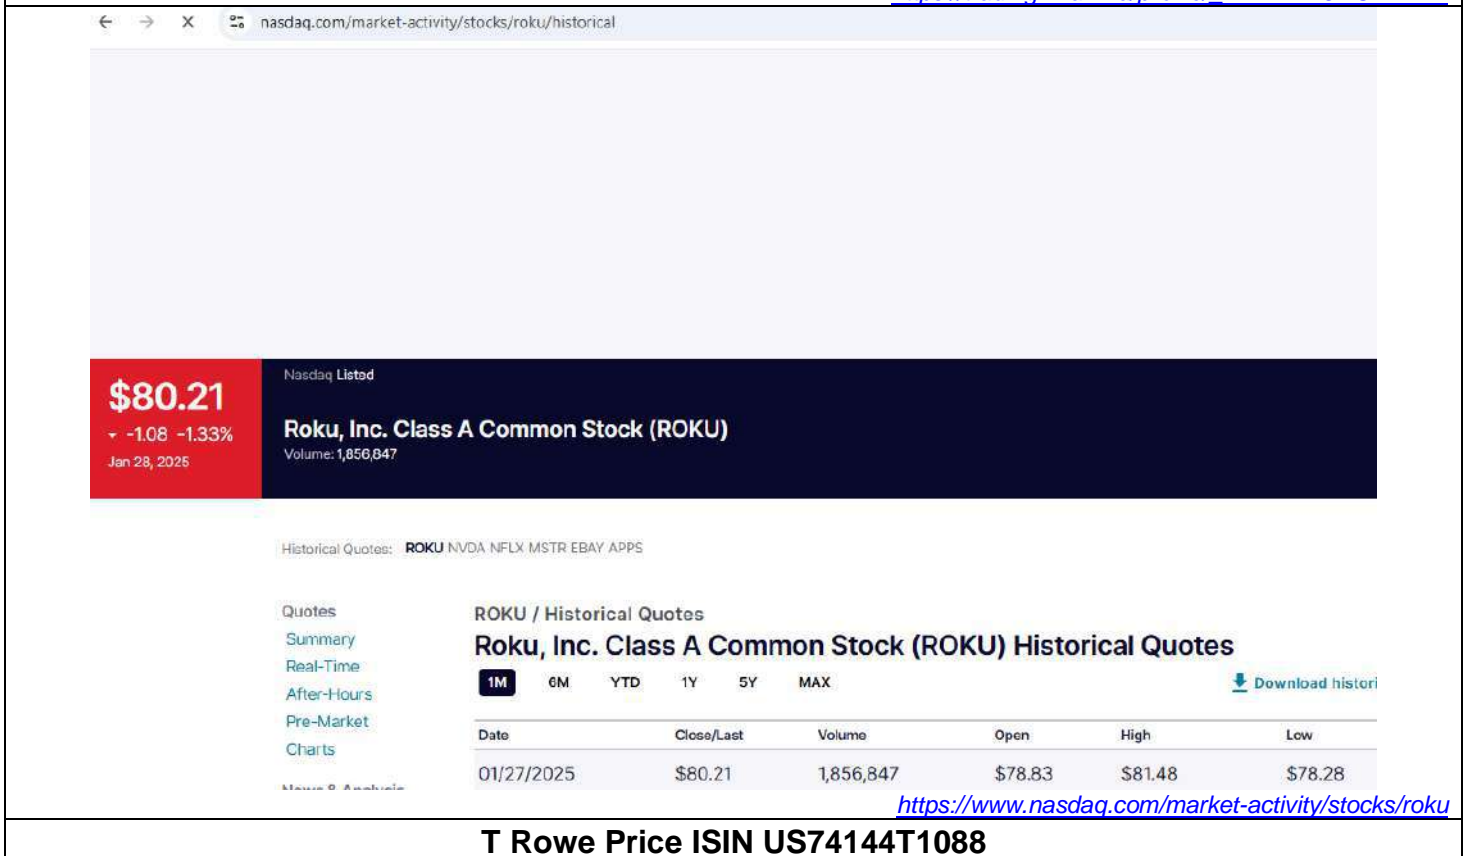 nasdaq.com/market-activity/stocks/roku/historical
$80.21
-1.08 -1.33%
Jan 28, 2025
Nasdaq Listed
Roku, Inc. Class A Common Stock (ROKU)
Volume: 1,856,847
Historical Quotes: ROKU NVDA NFLX MSTR EBAY APPS
Quotes
Summary
Real-Time
After-Hours
Pre-Market
Charts
News & Analysis
ROKU / Historical Quotes
Roku, Inc. Class A Common Stock (ROKU) Historical Quotes
1M 6M YTD 1Y 5Y MAX
Download histori
Date Close/Last Volume Open High Low
01/27/2025 $80.21 1,856,847 $78.83 $81.48 $78.28
https://www.nasdaq.com/market-activity/stocks/roku
T Rowe Price ISIN US74144T1088